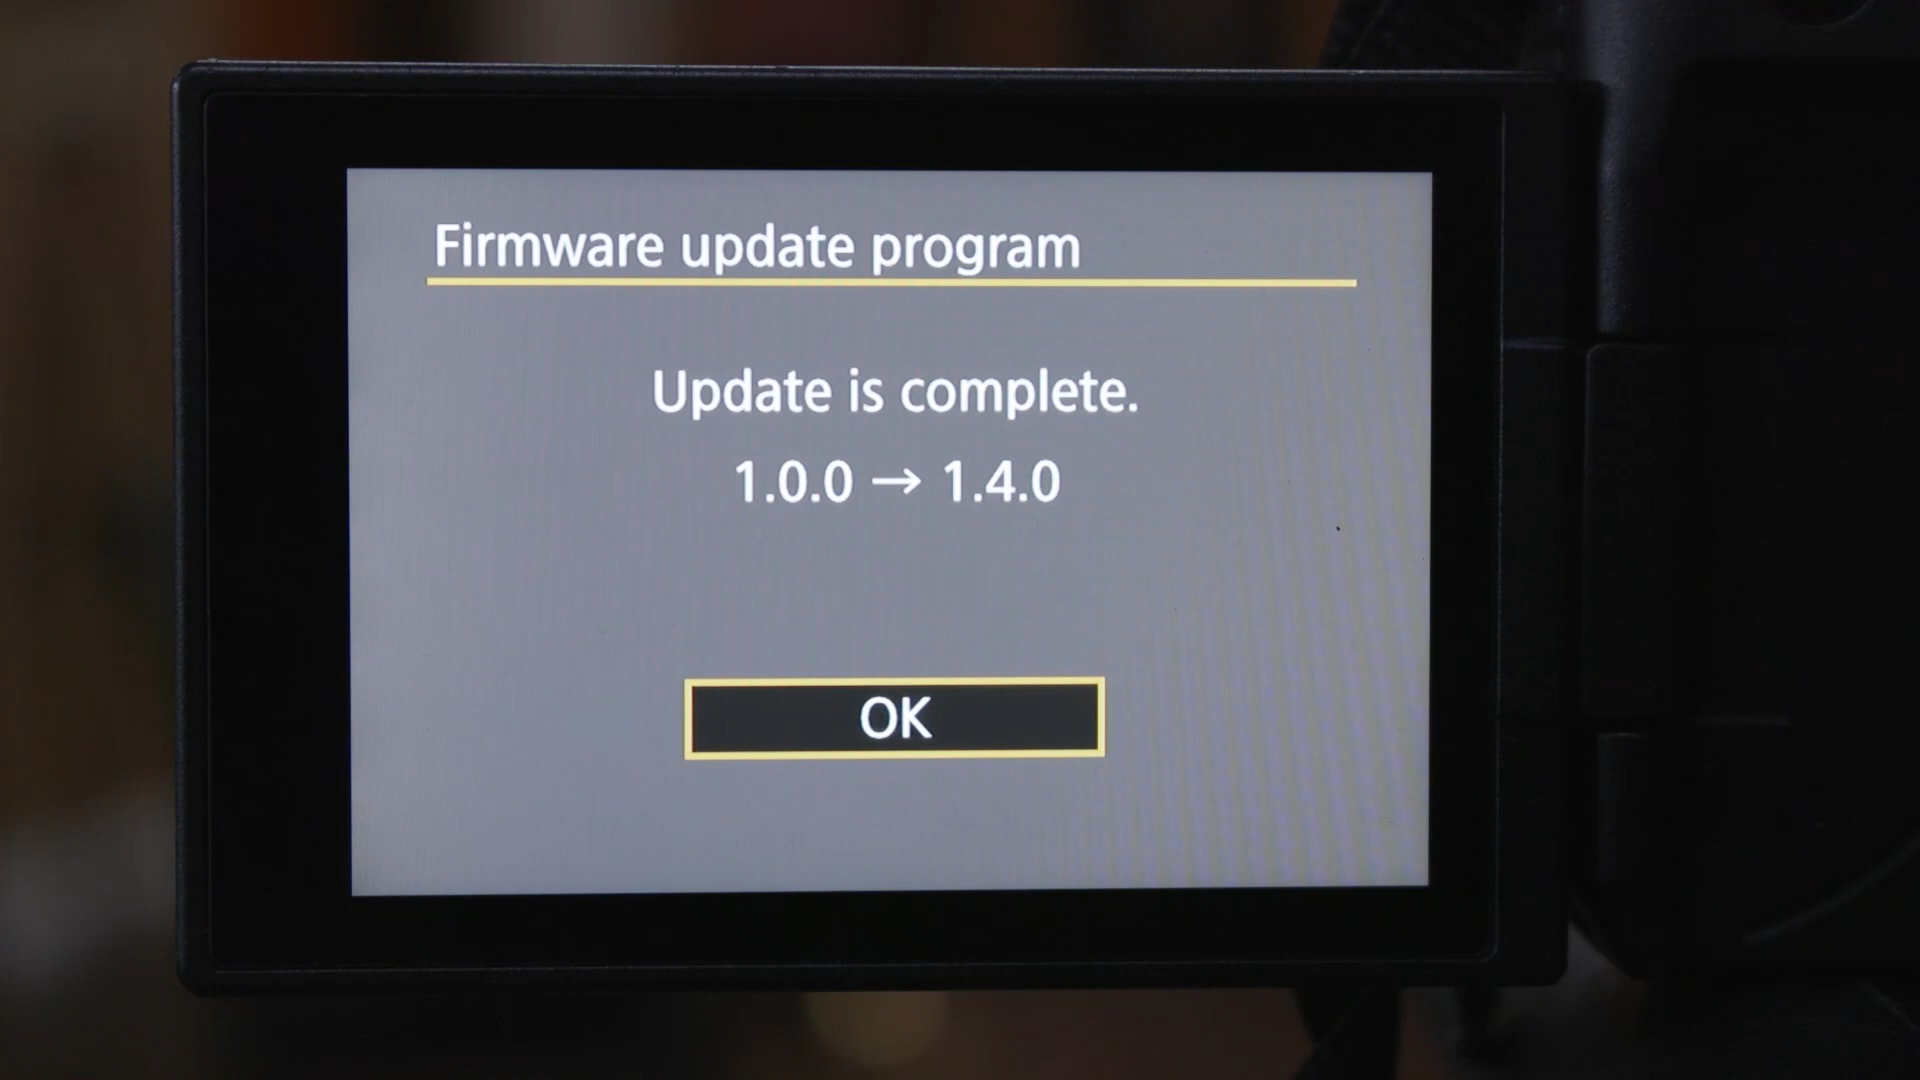 Firmware update program
Update is complete.
1.0.0 → 1.4.0
OK